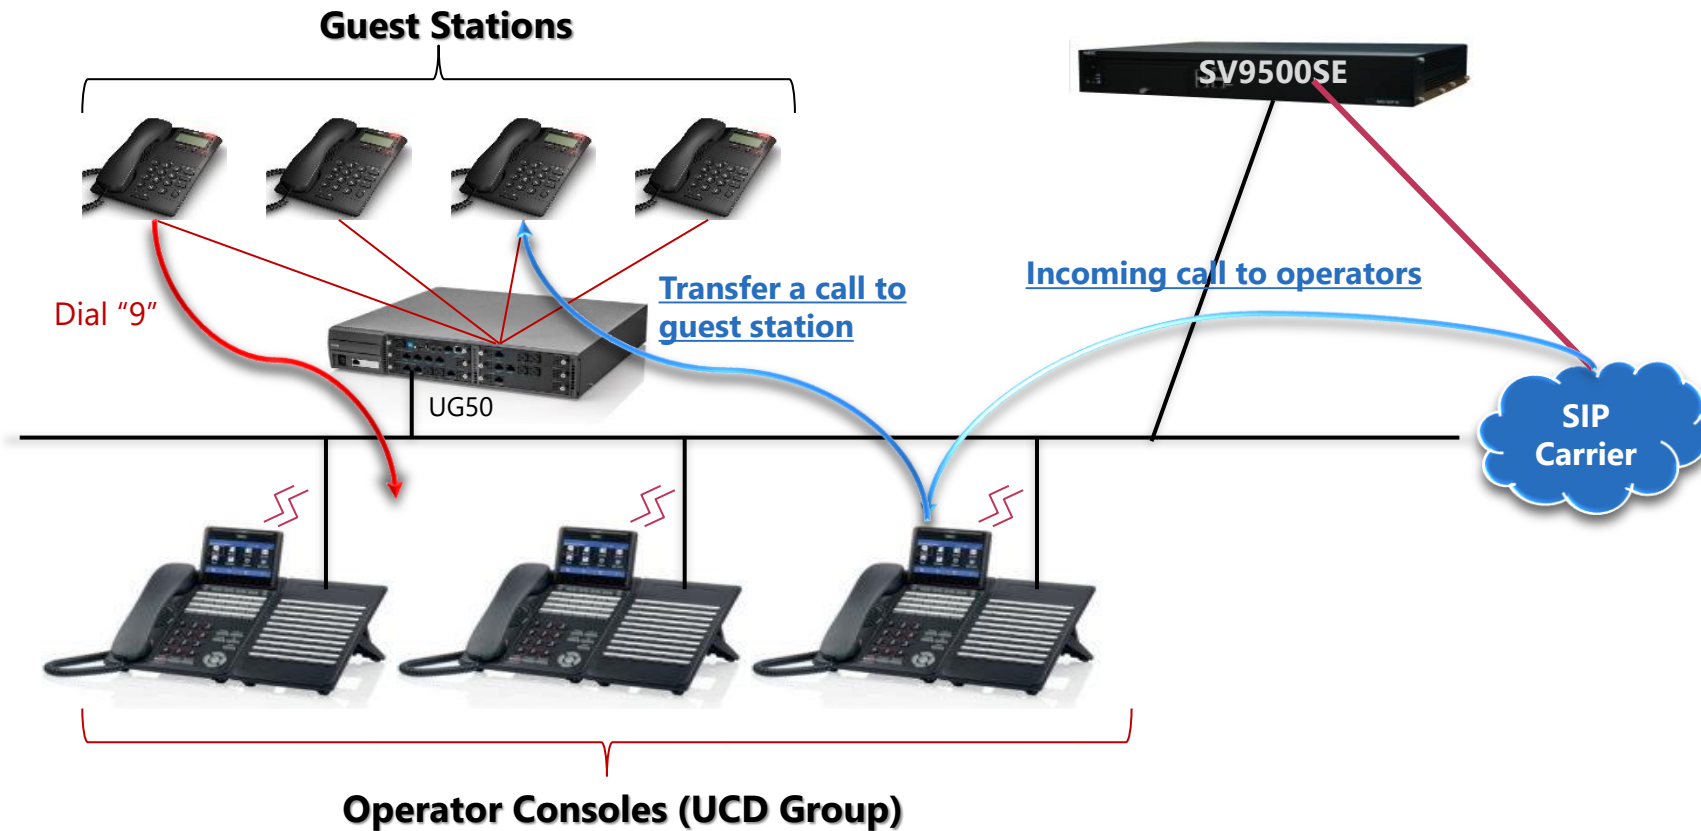 Guest Stations
SV9500SE
Dial “9”
Transfer a call to
guest station
Incoming call to operators
UG50
SIP
Carrier
Operator Consoles (UCD Group)